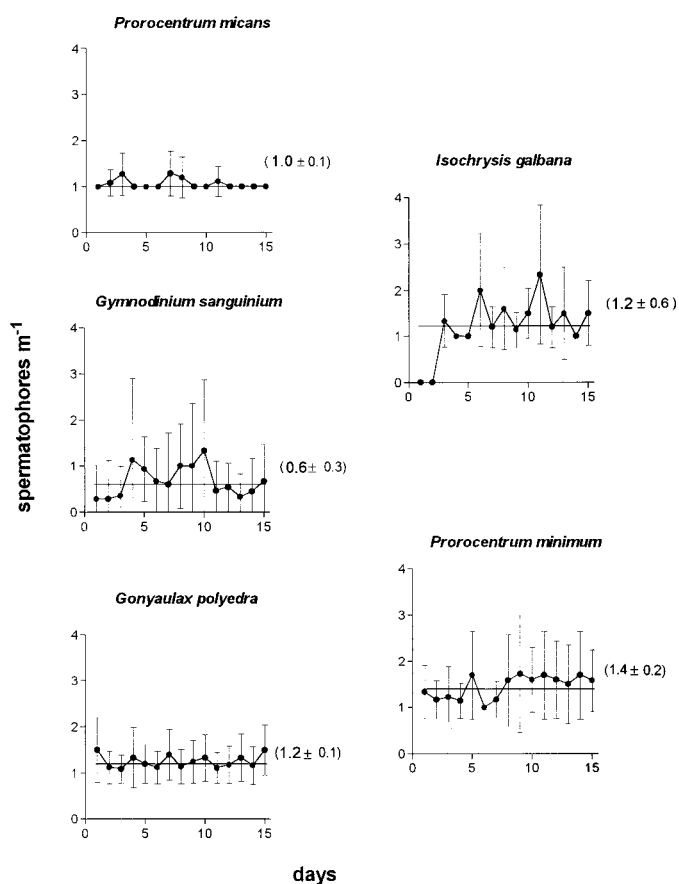 Prorocentrum micans
4
3
2
1
0
0 5 10 15
(1.0 ± 0.1)
Isochrysis galbana
4
3
2
1
0
0 5 10 15
(1.2 ± 0.6)
Gymnodinium sanguinium
4
3
2
1
0
0 5 10 15
(0.6± 0.3)
spermatophores m-1
Prorocentrum minimum
4
3
2
1
0
0 5 10 15
(1.4 ± 0.2)
Gonyaulax polyedra
4
3
2
1
0
0 5 10 15
(1.2 ± 0.1)
days